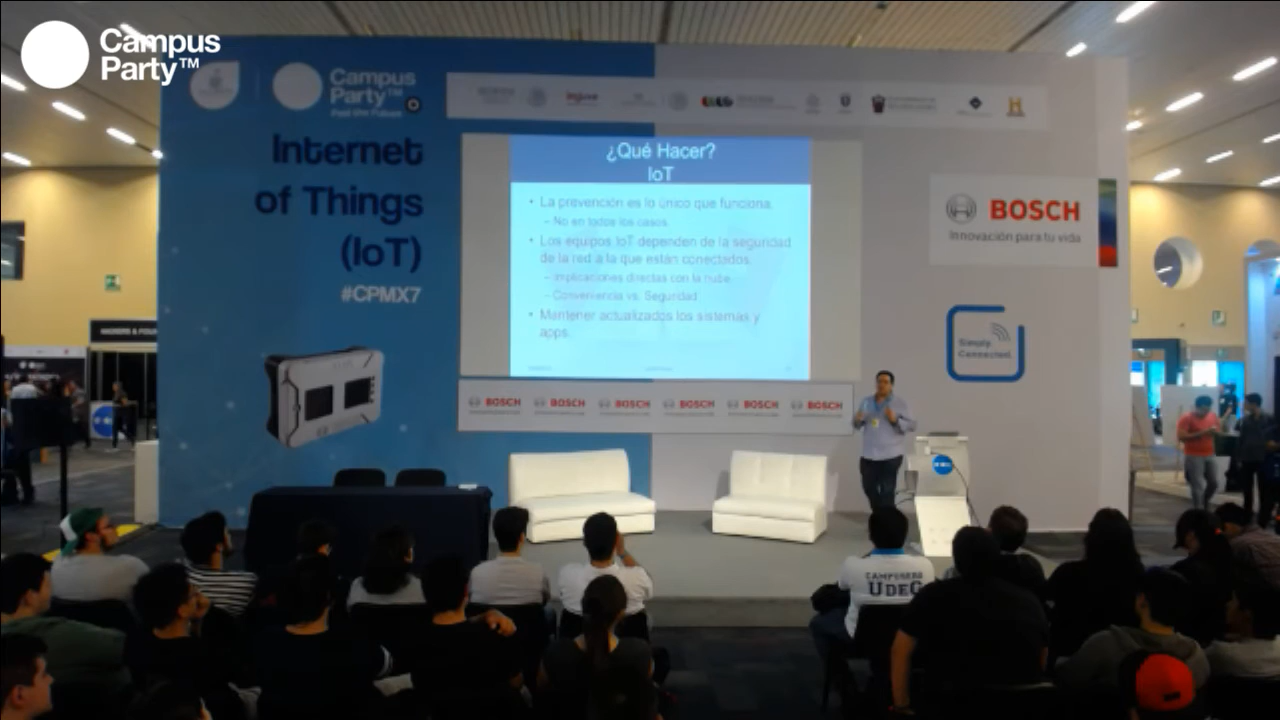 Campus
Party™
Campus
Party™
Internet
of Things
(IoT)
#CPMX7
¿Qué Hacer?
IoT
• La prevención es lo único que funciona.
– No en todos los casos
• Los equipos IoT dependen de la seguridad
de la red a la que están conectados.
– Implicaciones directas con la nube
– Conveniencia vs. Seguridad
• Mantener actualizados los sistemas y
apps.
BOSCH
Innovación para tu vida
Simply.
Connected.
BOSCH BOSCH BOSCH BOSCH BOSCH BOSCH
CAMPUSERO
UDEG